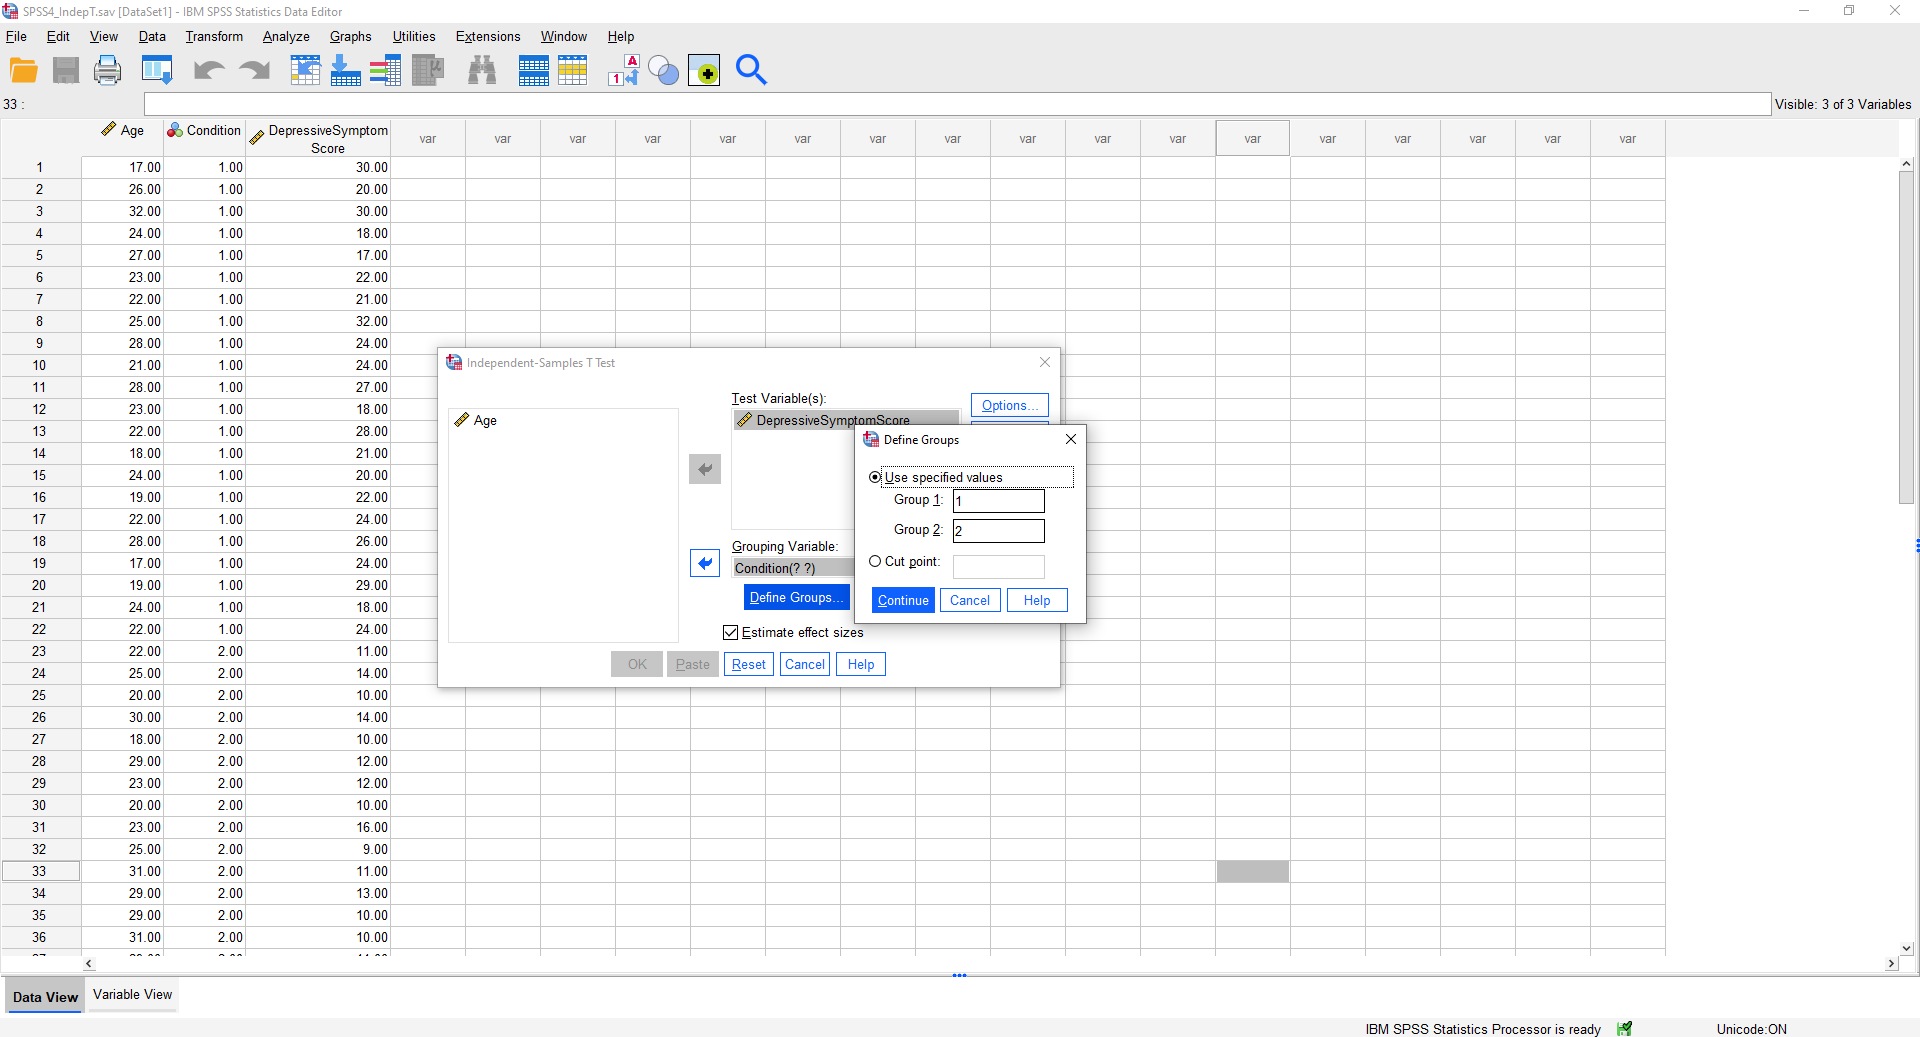 SPSS4_IndepT.sav [DataSet1] - IBM SPSS Statistics Data Editor
File Edit View Data Transform Analyze Graphs Utilities Extensions Window Help
1 A
33 : Visible: 3 of 3 Variables
Age Condition DepressiveSymptom Score var var var var var var var var var var var var var var var var var
1 17.00 1.00 30.00
2 26.00 1.00 20.00
3 32.00 1.00 30.00
4 24.00 1.00 18.00
5 27.00 1.00 17.00
6 23.00 1.00 22.00
7 22.00 1.00 21.00
8 25.00 1.00 32.00
9 28.00 1.00 24.00
10 21.00 1.00 24.00
11 28.00 1.00 27.00
12 23.00 1.00 18.00
13 22.00 1.00 28.00
14 18.00 1.00 21.00
15 24.00 1.00 20.00
16 19.00 1.00 22.00
17 22.00 1.00 24.00
18 28.00 1.00 26.00
19 17.00 1.00 24.00
20 19.00 1.00 29.00
21 24.00 1.00 18.00
22 22.00 1.00 24.00
23 22.00 2.00 11.00
24 25.00 2.00 14.00
25 20.00 2.00 10.00
26 30.00 2.00 14.00
27 18.00 2.00 10.00
28 29.00 2.00 12.00
29 23.00 2.00 12.00
30 20.00 2.00 10.00
31 23.00 2.00 16.00
32 25.00 2.00 9.00
33 31.00 2.00 11.00
34 29.00 2.00 13.00
35 29.00 2.00 10.00
36 31.00 2.00 10.00
Independent-Samples T Test
Age
Test Variable(s):
DepressiveSymptomScore
Options...
Grouping Variable:
Condition(? ?)
Define Groups...
Estimate effect sizes
OK Paste Reset Cancel Help
Define Groups
Use specified values
Group 1: 1
Group 2: 2
Cut point:
Continue Cancel Help
Data View Variable View
IBM SPSS Statistics Processor is ready Unicode:ON